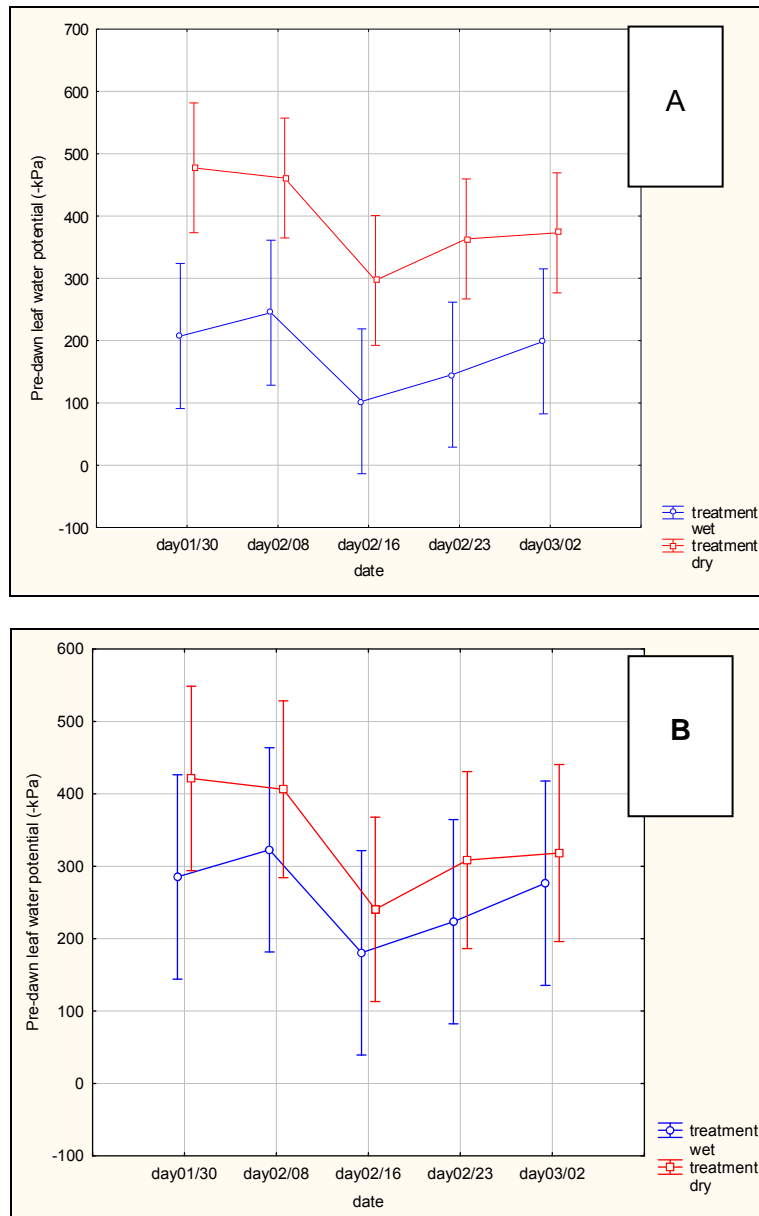 700
600
500
400
300
200
100
0
-100
Pre-dawn leaf water potential (-kPa)
day01/30 day02/08 day02/16 day02/23 day03/02
date
A
treatment
wet
treatment
dry
600
500
400
300
200
100
0
-100
Pre-dawn leaf water potential (-kPa)
day01/30 day02/08 day02/16 day02/23 day03/02
date
B
treatment
wet
treatment
dry